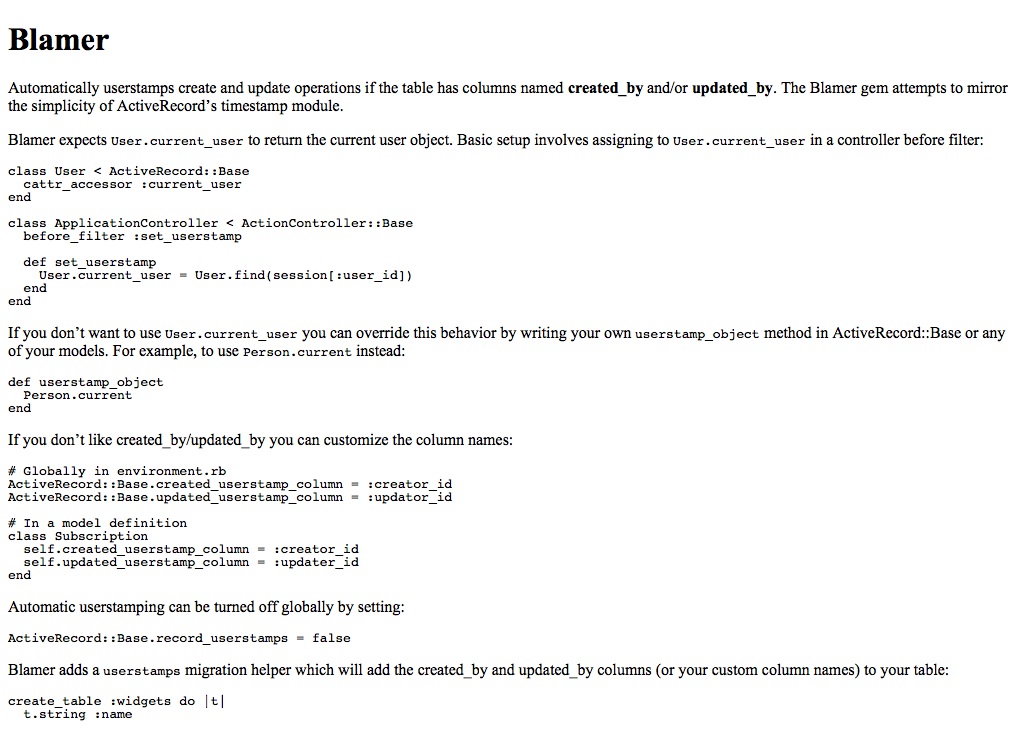 Blamer
Automatically userstamps create and update operations if the table has columns named created_by and/or updated_by. The Blamer gem attempts to mirror
the simplicity of ActiveRecord’s timestamp module.
Blamer expects User.current_user to return the current user object. Basic setup involves assigning to User.current_user in a controller before filter:
class User < ActiveRecord::Base
  cattr_accessor :current_user
end
class ApplicationController < ActionController::Base
  before_filter :set_userstamp
  def set_userstamp
    User.current_user = User.find(session[:user_id])
  end
end
If you don’t want to use User.current_user you can override this behavior by writing your own userstamp_object method in ActiveRecord::Base or any
of your models. For example, to use Person.current instead:
def userstamp_object
  Person.current
end
If you don’t like created_by/updated_by you can customize the column names:
# Globally in environment.rb
ActiveRecord::Base.created_userstamp_column = :creator_id
ActiveRecord::Base.updated_userstamp_column = :updator_id
# In a model definition
class Subscription
  self.created_userstamp_column = :creator_id
  self.updated_userstamp_column = :updater_id
end
Automatic userstamping can be turned off globally by setting:
ActiveRecord::Base.record_userstamps = false
Blamer adds a userstamps migration helper which will add the created_by and updated_by columns (or your custom column names) to your table:
create_table :widgets do |t|
  t.string :name